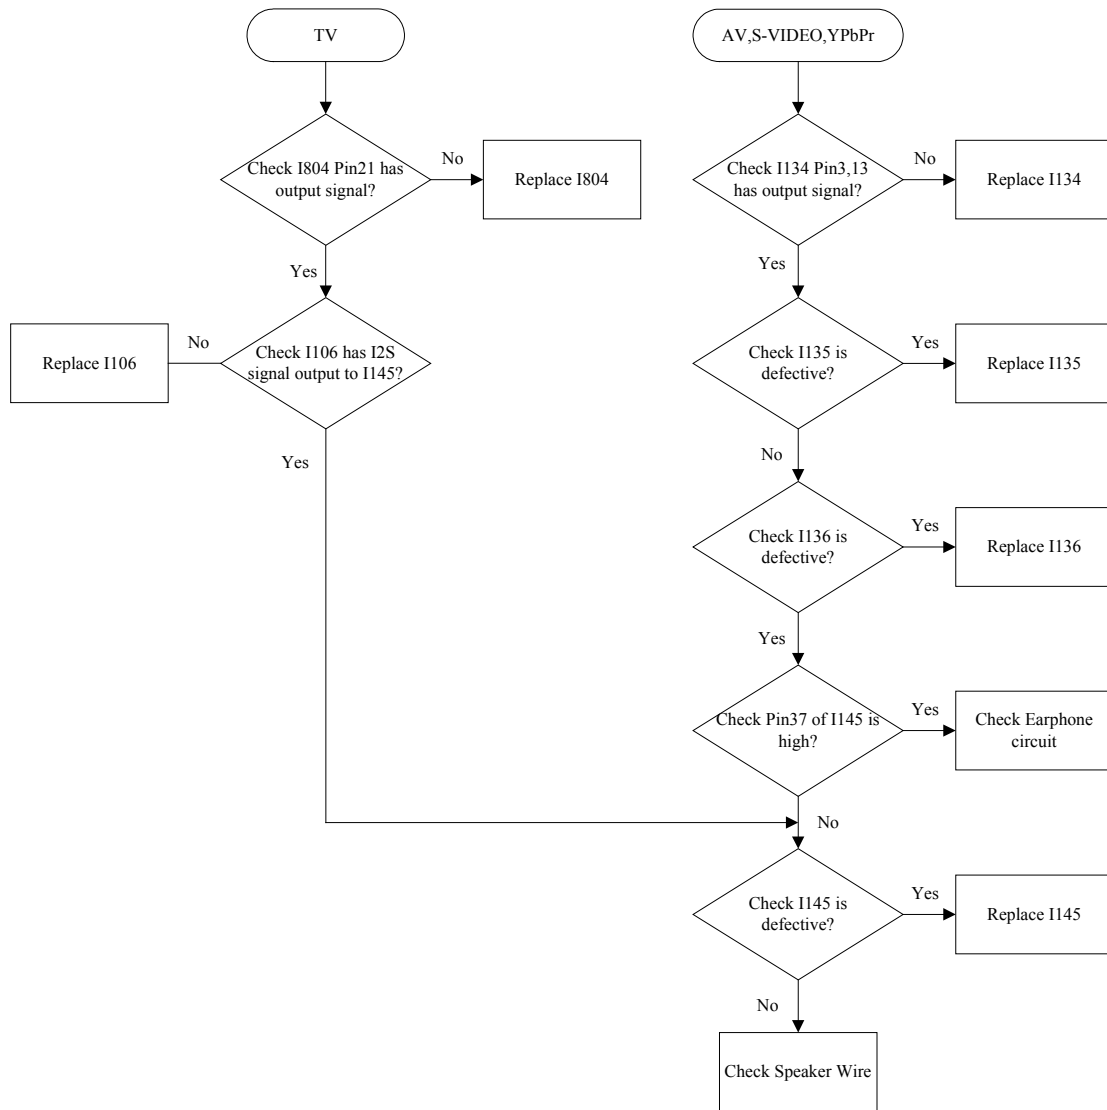 TV
Check I804 Pin21 has
output signal?
No
Replace I804
Yes
Check I106 has I2S
signal output to I145?
No
Replace I106
Yes
AV,S-VIDEO,YPbPr
Check I134 Pin3,13
has output signal?
No
Replace I134
Yes
Check I135 is
defective?
Yes
Replace I135
No
Check I136 is
defective?
Yes
Replace I136
Yes
Check Pin37 of I145 is
high?
Yes
Check Earphone
circuit
No
Check I145 is
defective?
Yes
Replace I145
No
Check Speaker Wire